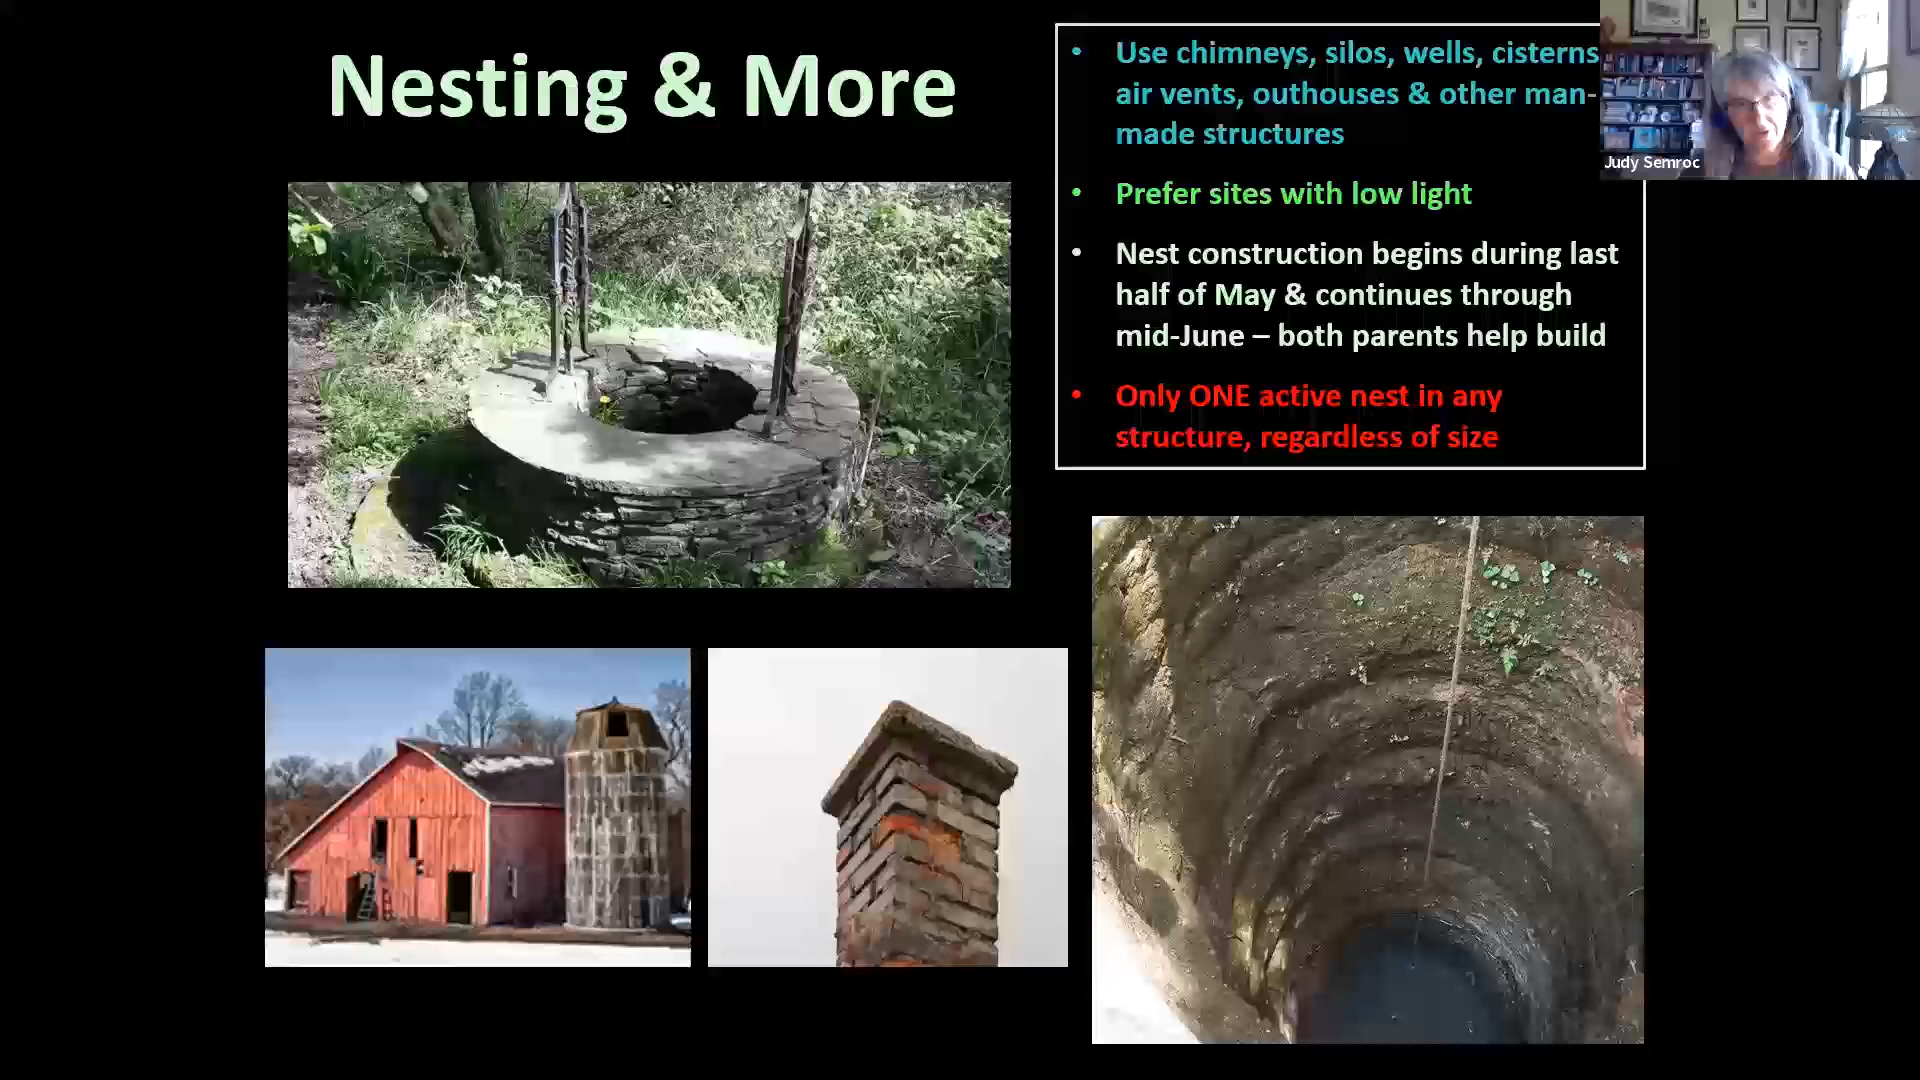 Nesting & More
• Use chimneys, silos, wells, cisterns
air vents, outhouses & other man-
made structures
• Prefer sites with low light
• Nest construction begins during last
half of May & continues through
mid-June – both parents help build
• Only ONE active nest in any
structure, regardless of size
Judy Semroc